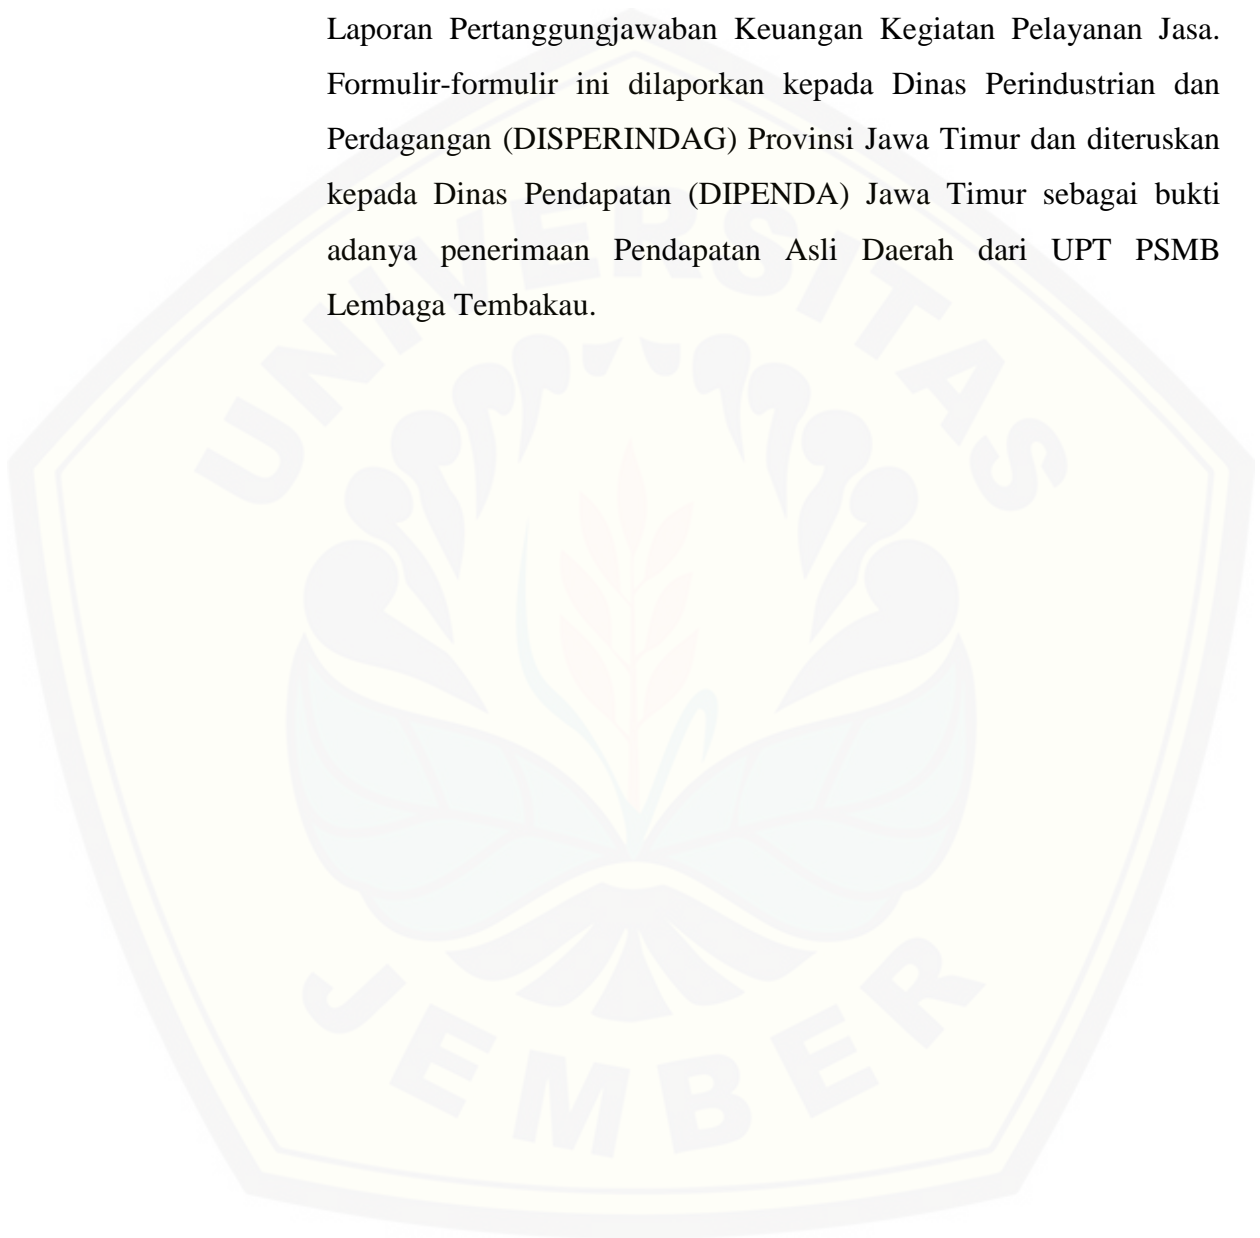 Laporan Pertanggungjawaban Keuangan Kegiatan Pelayanan Jasa.
Formulir-formulir ini dilaporkan kepada Dinas Perindustrian dan
Perdagangan (DISPERINDAG) Provinsi Jawa Timur dan diteruskan
kepada Dinas Pendapatan (DIPENDA) Jawa Timur sebagai bukti
adanya penerimaan Pendapatan Asli Daerah dari UPT PSMB
Lembaga Tembakau.
UNIVERSITAS
JEMBER